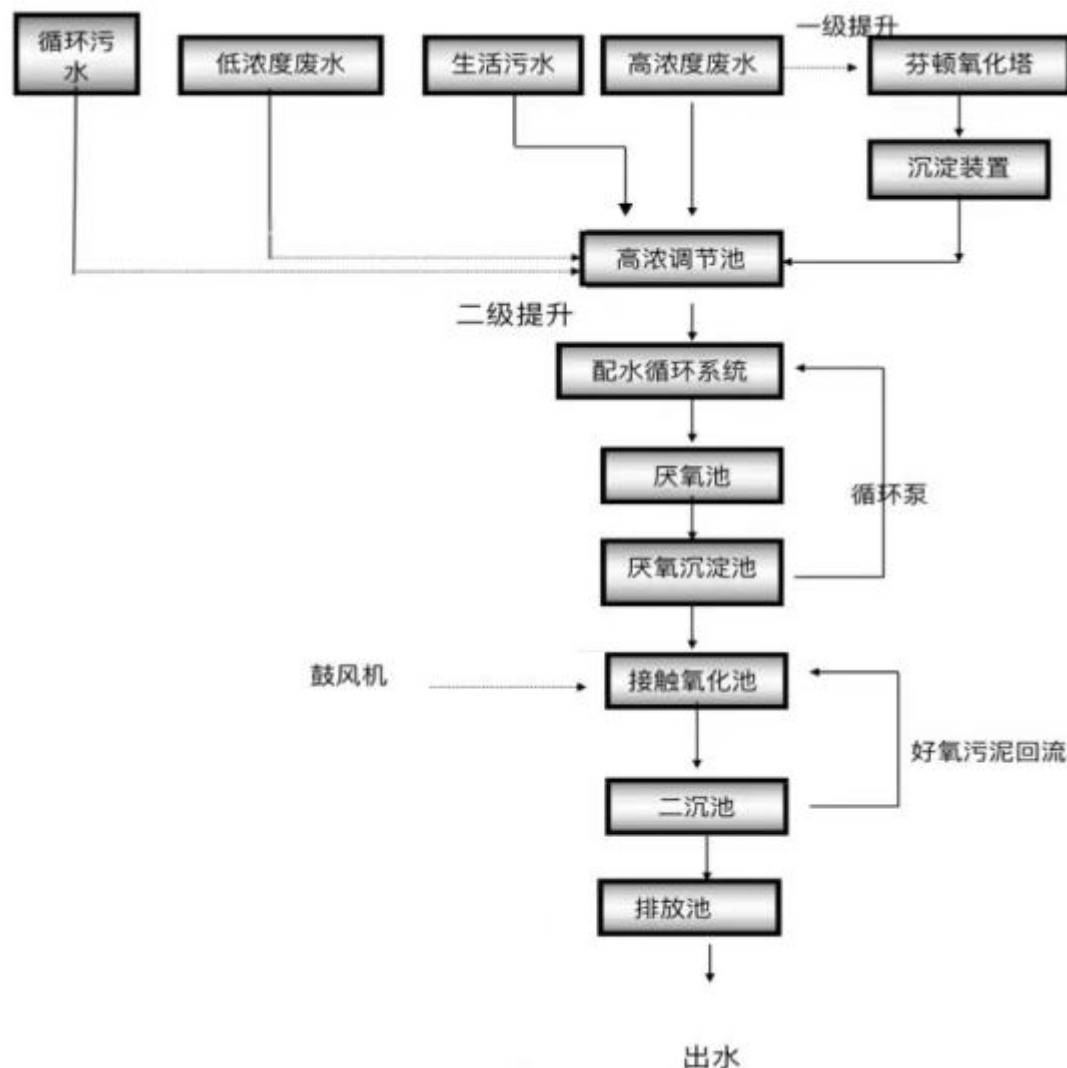 一级提升
循环污
水
低浓度废水
生活污水
高浓度废水
芬顿氧化塔
沉淀装置
高浓调节池
二级提升
配水循环系统
厌氧池
循环泵
厌氧沉淀池
鼓风机
接触氧化池
好氧污泥回流
二沉池
排放池
出水